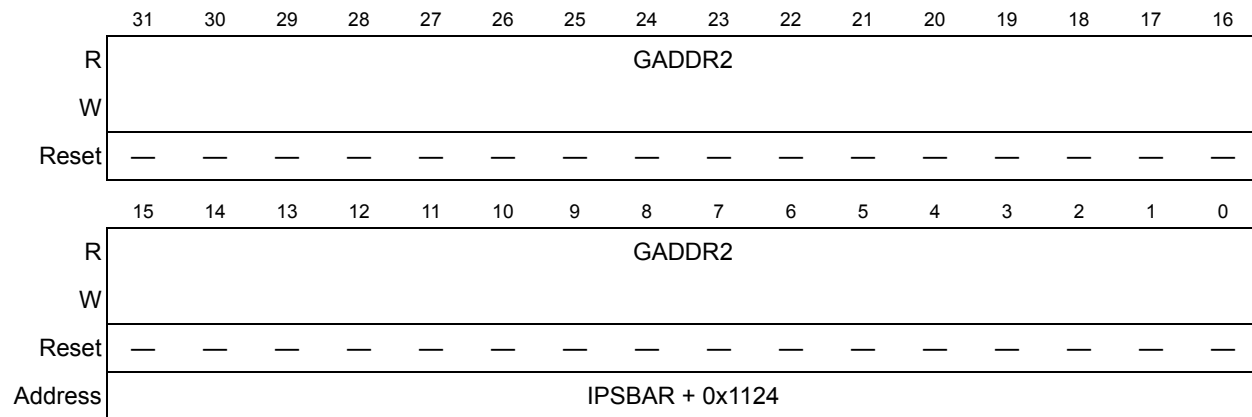 31 30 29 28 27 26 25 24 23 22 21 20 19 18 17 16
R GADDR2
W
Reset — — — — — — — — — — — — — — — —
15 14 13 12 11 10 9 8 7 6 5 4 3 2 1 0
R GADDR2
W
Reset — — — — — — — — — — — — — — — —
Address IPSBAR + 0x1124